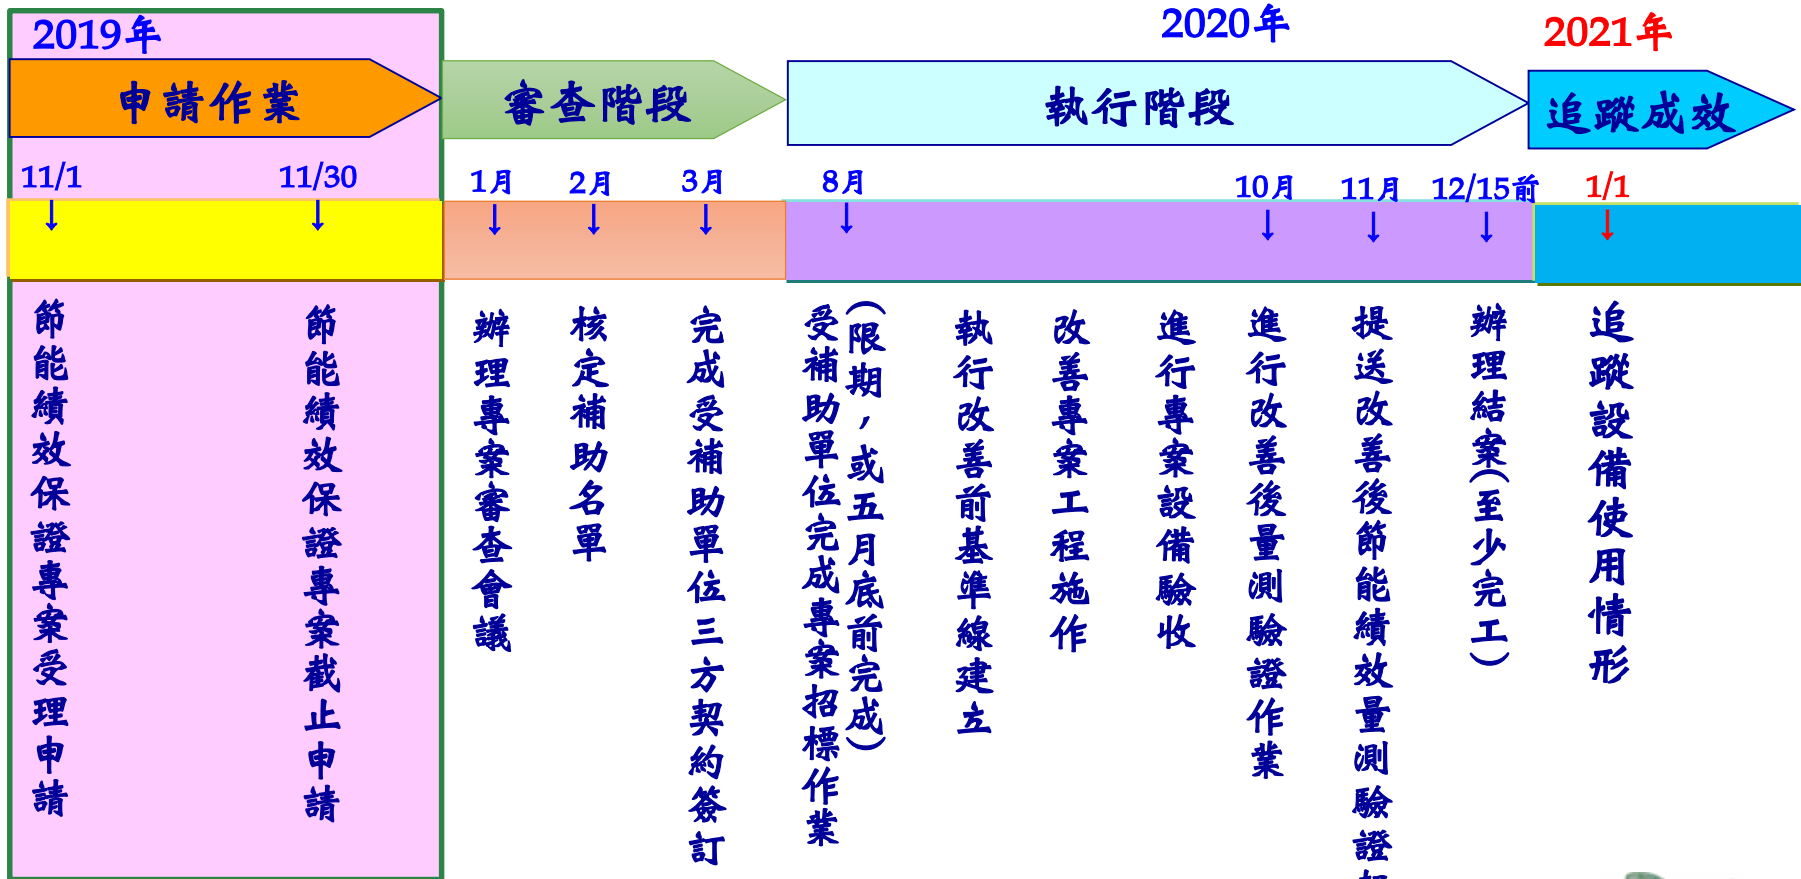 2019年
2020年
2021年
申請作業
審查階段
執行階段
追蹤成效
11/1
11/30
1月
2月
3月
8月
10月
11月
12/15前
1/1
節能績效保證專案受理申請
節能績效保證專案截止申請
辦理專案審查會議
核定補助名單
完成受補助單位三方契約簽訂
受補助單位完成專案招標作業
(限期,或五月底前完成)
執行改善前基準線建立
改善專案工程施作
進行專案設備驗收
進行改善後量測驗證作業
提送改善後節能績效量測驗證
辦理結案(至少完工)
追蹤設備使用情形